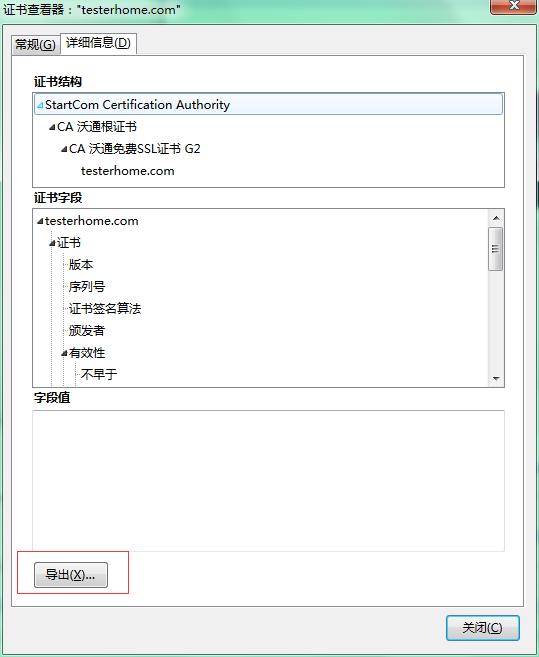 证书查看器："testerhome.com"
常规(G) 详细信息(D)
证书结构
StartCom Certification Authority
CA 沃通根证书
CA 沃通免费SSL证书 G2
testerhome.com
证书字段
testerhome.com
证书
版本
序列号
证书签名算法
颁发者
有效性
不早于
字段值
导出(X)...
关闭(C)